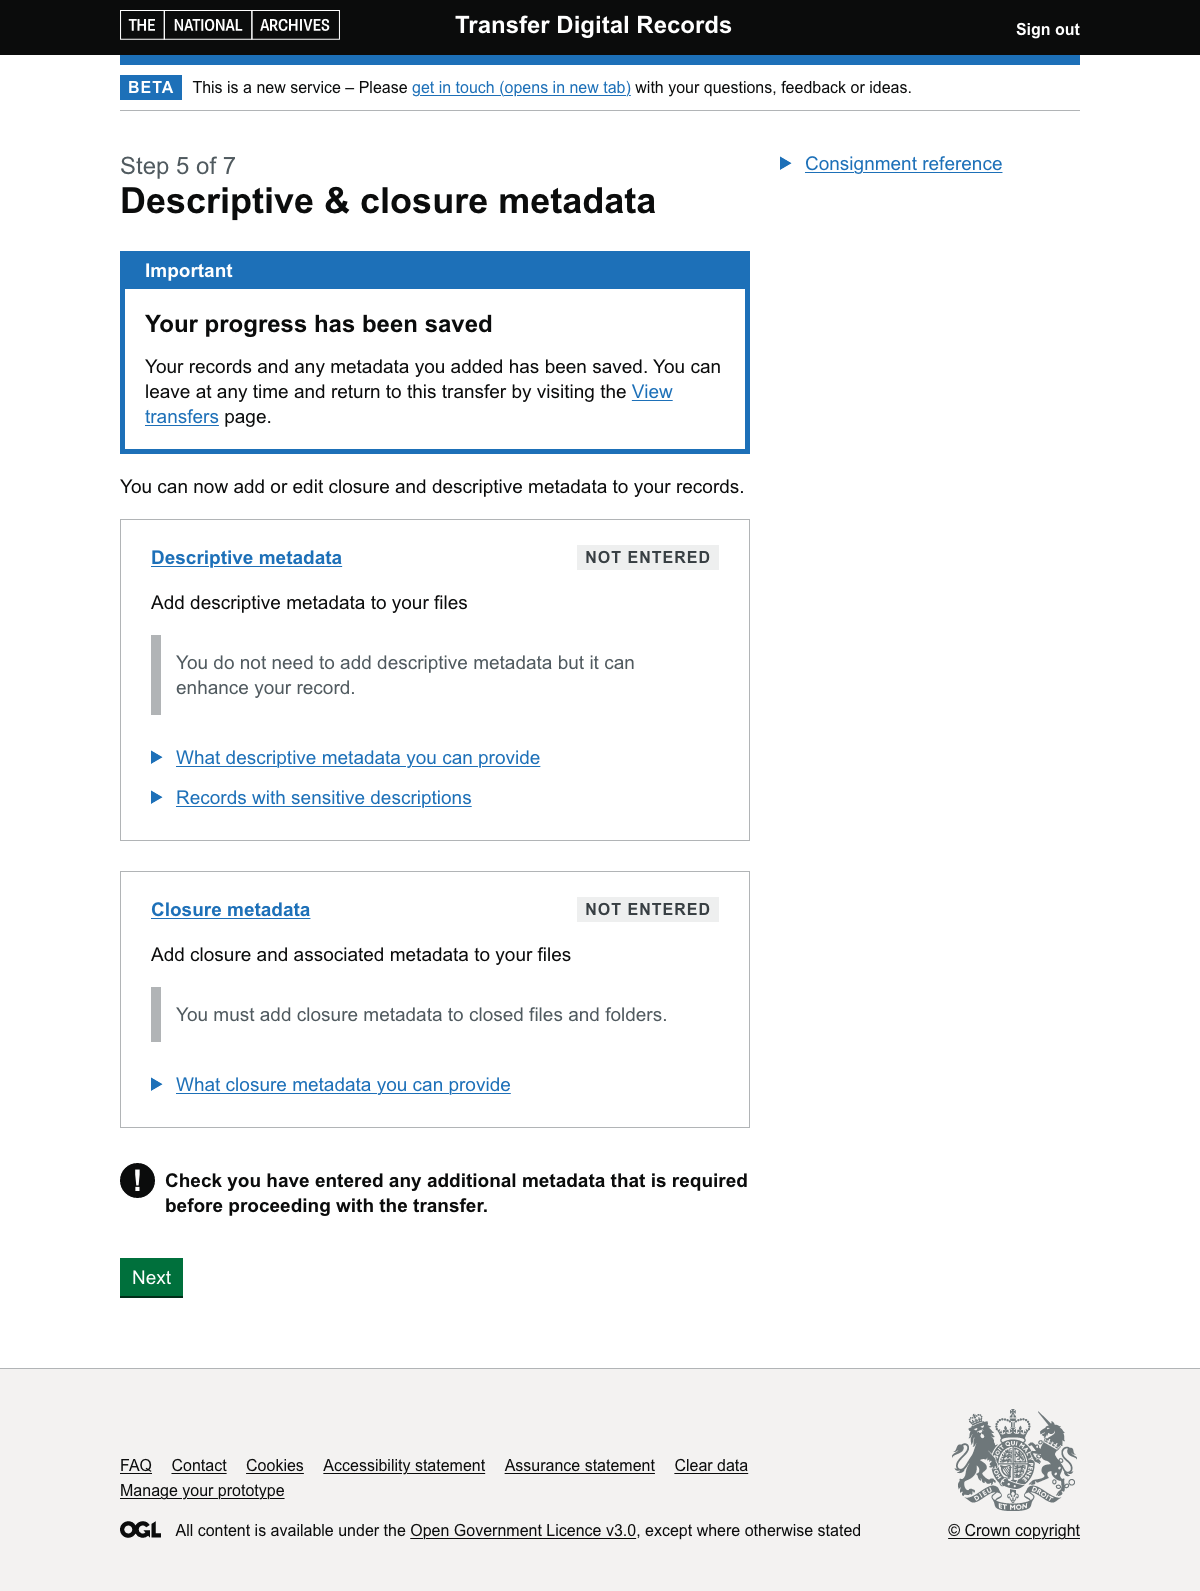 THE NATIONAL ARCHIVES
Transfer Digital Records
Sign out
BETA This is a new service – Please get in touch (opens in new tab) with your questions, feedback or ideas.
Step 5 of 7
Descriptive & closure metadata
Consignment reference
Important
Your progress has been saved
Your records and any metadata you added has been saved. You can
leave at any time and return to this transfer by visiting the View
transfers page.
You can now add or edit closure and descriptive metadata to your records.
Descriptive metadata NOT ENTERED
Add descriptive metadata to your files
You do not need to add descriptive metadata but it can
enhance your record.
What descriptive metadata you can provide
Records with sensitive descriptions
Closure metadata NOT ENTERED
Add closure and associated metadata to your files
You must add closure metadata to closed files and folders.
What closure metadata you can provide
! Check you have entered any additional metadata that is required
before proceeding with the transfer.
Next
FAQ Contact Cookies Accessibility statement Assurance statement Clear data
Manage your prototype
DIEU ET MON DROIT
OGL All content is available under the Open Government Licence v3.0, except where otherwise stated
© Crown copyright